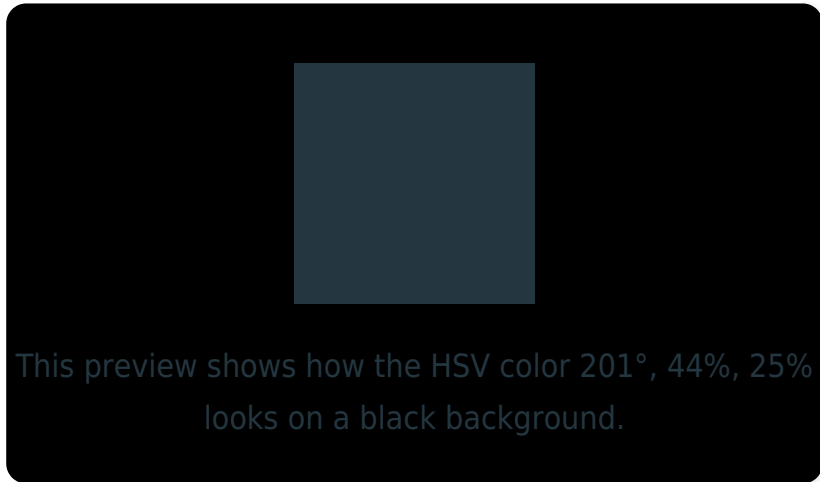 This preview shows how the HSV color 201°, 44%, 25%
looks on a black background.